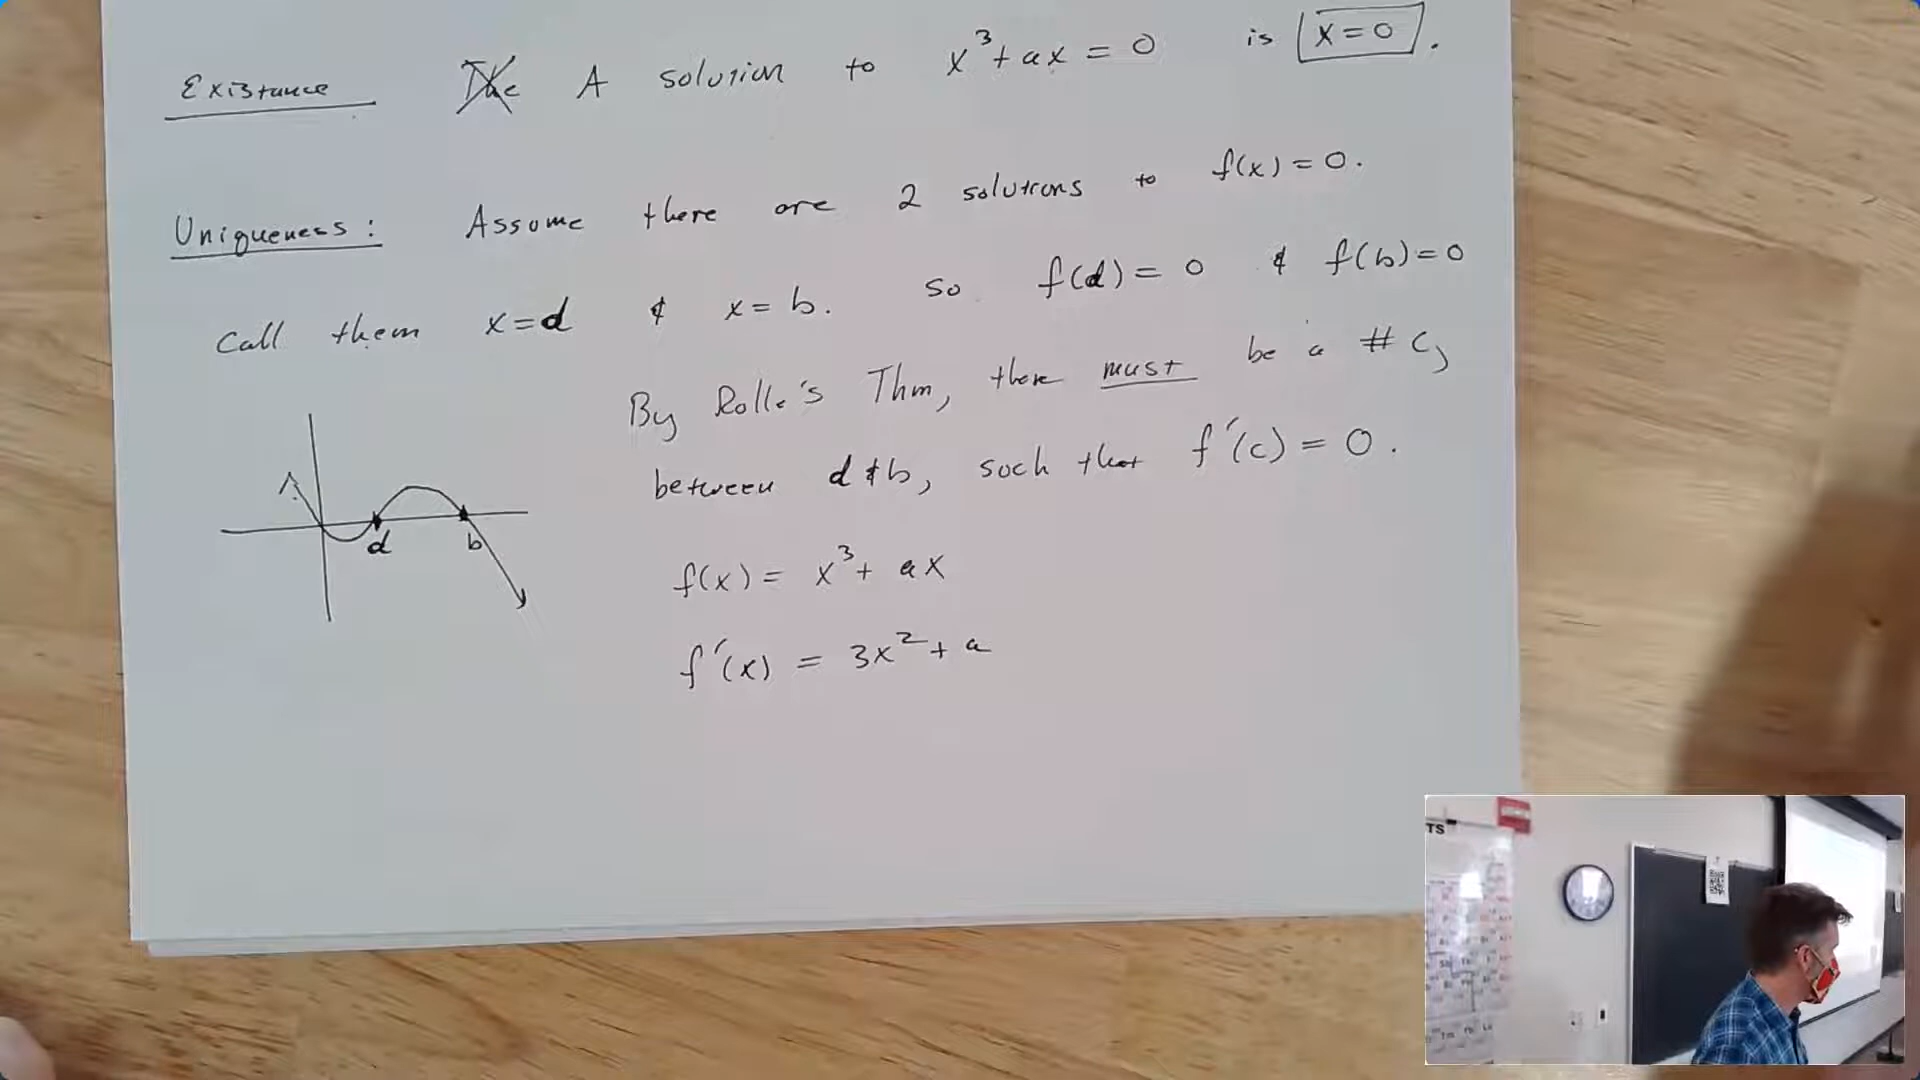 Existance The A solution to x³ + ax = 0 is x = 0.
Uniqueness: Assume there are 2 solutions to f(x) = 0.
Call them x = d & x = b. So f(d) = 0 & f(b) = 0
By Rolle's Thm, there must be a # c,
between d & b, such that f'(c) = 0.
d b
f(x) = x³ + ax
f'(x) = 3x² + a
TS